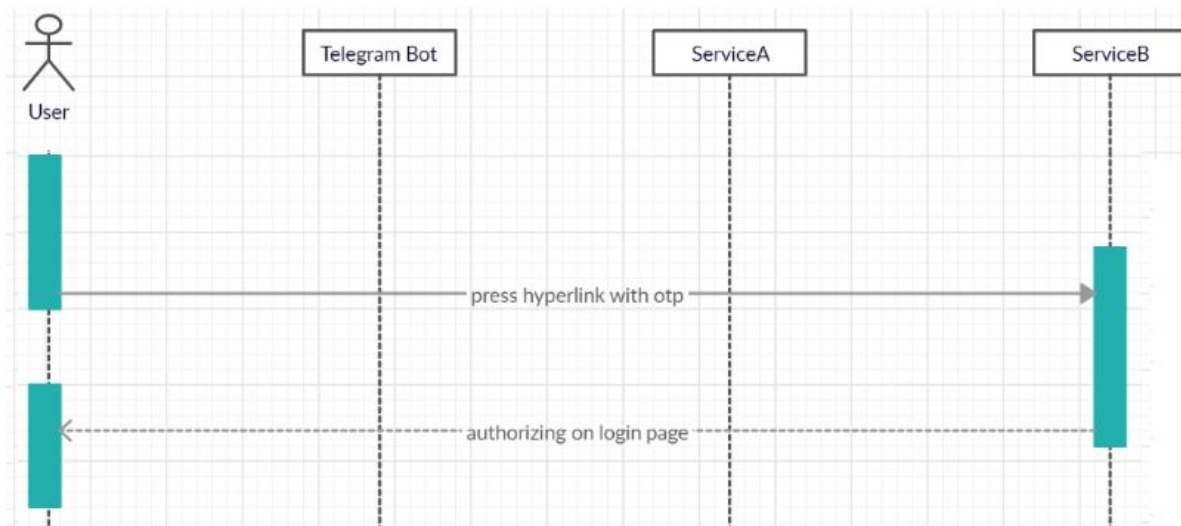 Telegram Bot
ServiceA
ServiceB
User
press hyperlink with otp
authorizing on login page